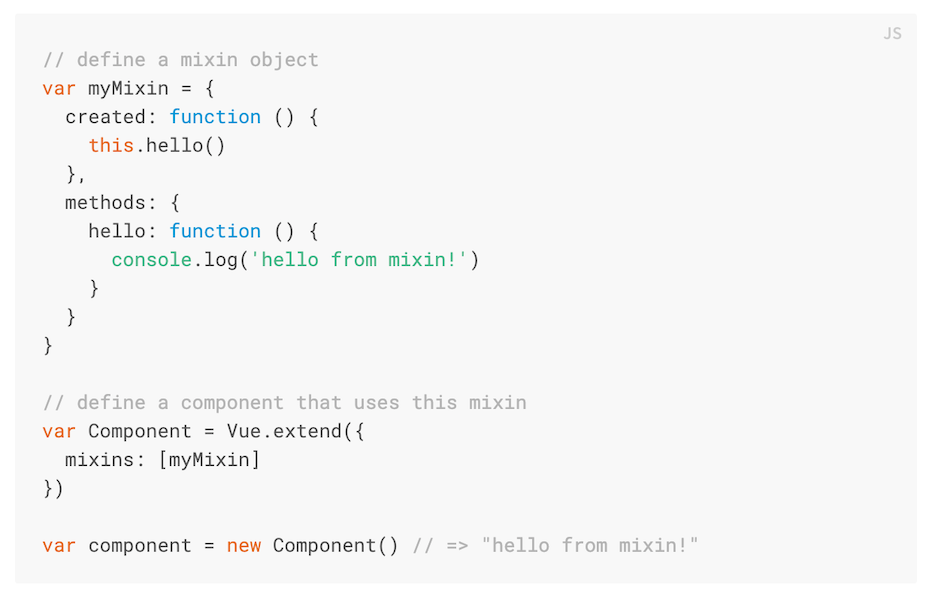 JS
// define a mixin object
var myMixin = {
  created: function () {
    this.hello()
  },
  methods: {
    hello: function () {
      console.log('hello from mixin!')
    }
  }
}

// define a component that uses this mixin
var Component = Vue.extend({
  mixins: [myMixin]
})

var component = new Component() // => "hello from mixin!"